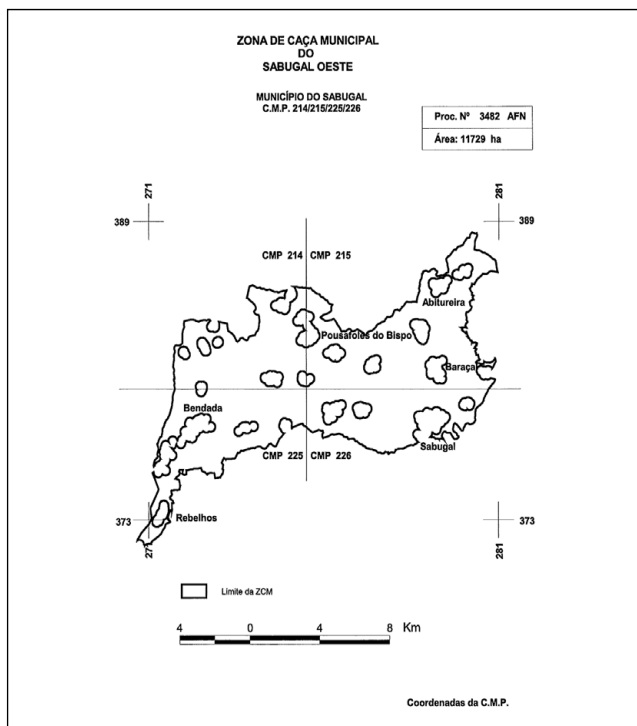 ZONA DE CAÇA MUNICIPAL
DO
SABUGAL OESTE
MUNICÍPIO DO SABUGAL
C.M.P. 214/215/225/226
Proc. Nº 3482 AFN
Área: 11729 ha
271
281
389
389
CMP 214
CMP 215
Abitureira
Pousafoles do Bispo
Baraçal
Bendada
Sabugal
CMP 225
CMP 226
373
Rebelhos
373
271
281
Limite da ZCM
4 0 4 8 Km
Coordenadas da C.M.P.